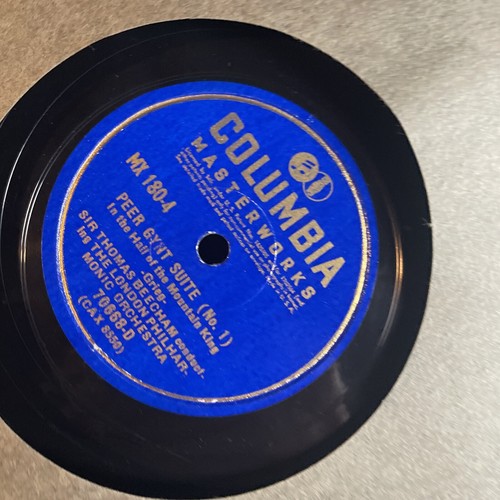 COLUMBIA
MASTERWORKS
MX 180-4
PEER GYNT SUITE (No. 1)
In the Hall of the Mountain King
-Grieg-
SIR THOMAS BEECHAM conduct-
ing THE LONDON PHILHAR-
MONIC ORCHESTRA
70668-D
(CAX 8350)